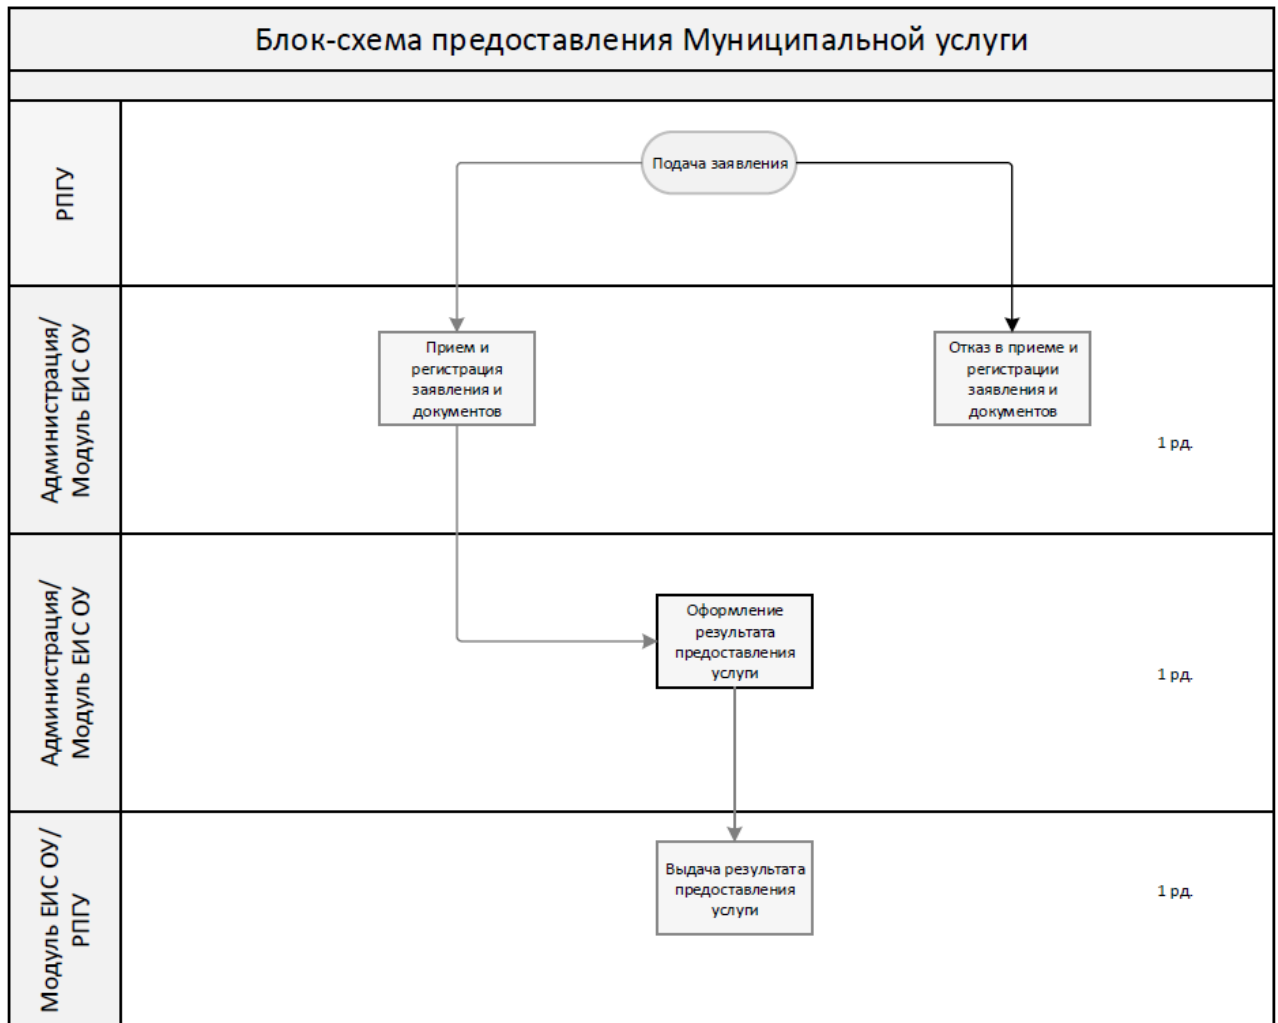 Блок-схема предоставления Муниципальной услуги
РПГУ
Подача заявления
Администрация/
Модуль ЕИС ОУ
Прием и
регистрация
заявления и
документов
Отказ в приеме и
регистрации
заявления и
документов
1 рд.
Администрация/
Модуль ЕИС ОУ
Оформление
результата
предоставления
услуги
1 рд.
Модуль ЕИС ОУ/
РПГУ
Выдача результата
предоставления
услуги
1 рд.